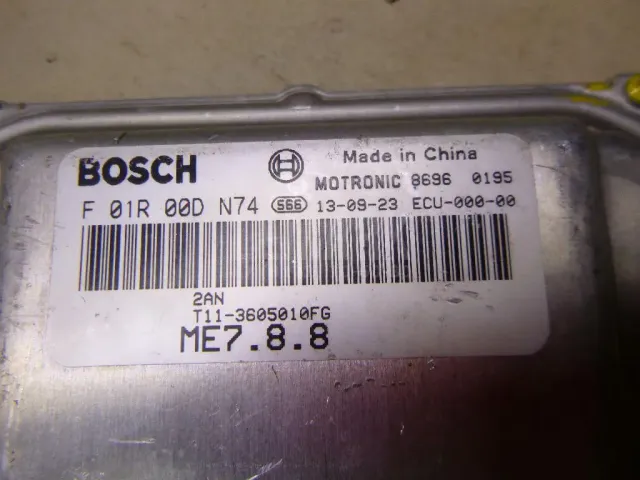 BOSCH
Made in China
MOTRONIC 8696 0195
F 01R 00D N74 S66 13-09-23 ECU-000-00
2AN
T11-3605010FG
ME7.8.8